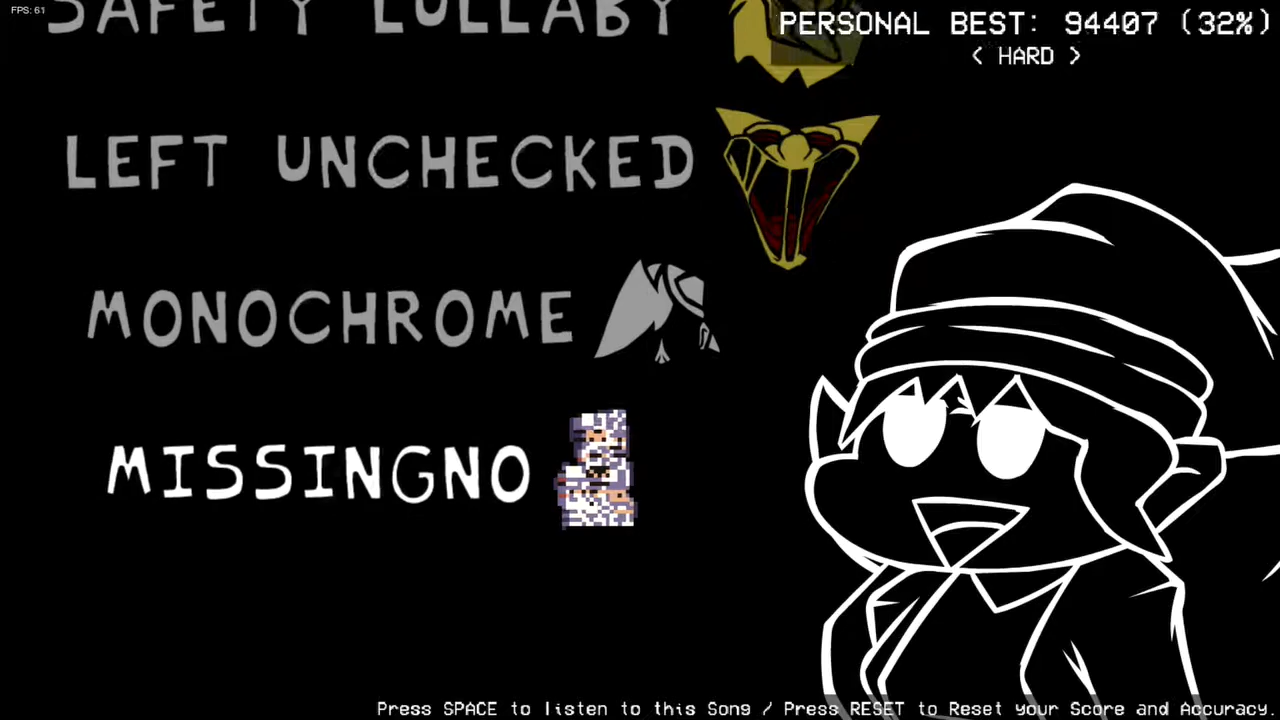 FPS: 61
SAFETY LULLABY
PERSONAL BEST: 94407 (32%)
< HARD >
LEFT UNCHECKED
MONOCHROME
MISSINGNO
Press SPACE to listen to this Song / Press RESET to Reset your Score and Accuracy.